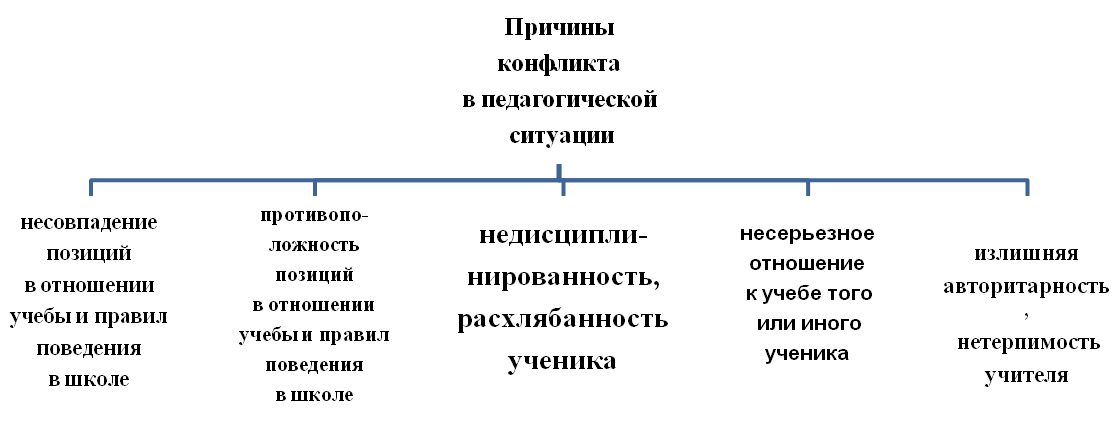 Причины
конфликта
в педагогической
ситуации
несовпадение
позиций
в отношении
учебы и правил
поведения
в школе
противопо-
ложность
позиций
в отношении
учебы и правил
поведения
в школе
недисципли-
нированность,
расхлябанность
ученика
несерьезное
отношение
к учебе того
или иного
ученика
излишняя
авторитарность
,
нетерпимость
учителя